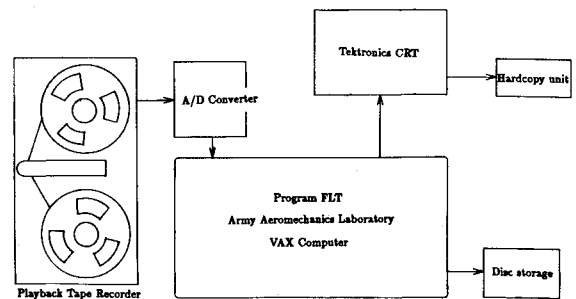 Tektronics CRT
Hardcopy unit
A/D Converter
Program FLT
Army Aeromechanics Laboratory
VAX Computer
Disc storage
Playback Tape Recorder